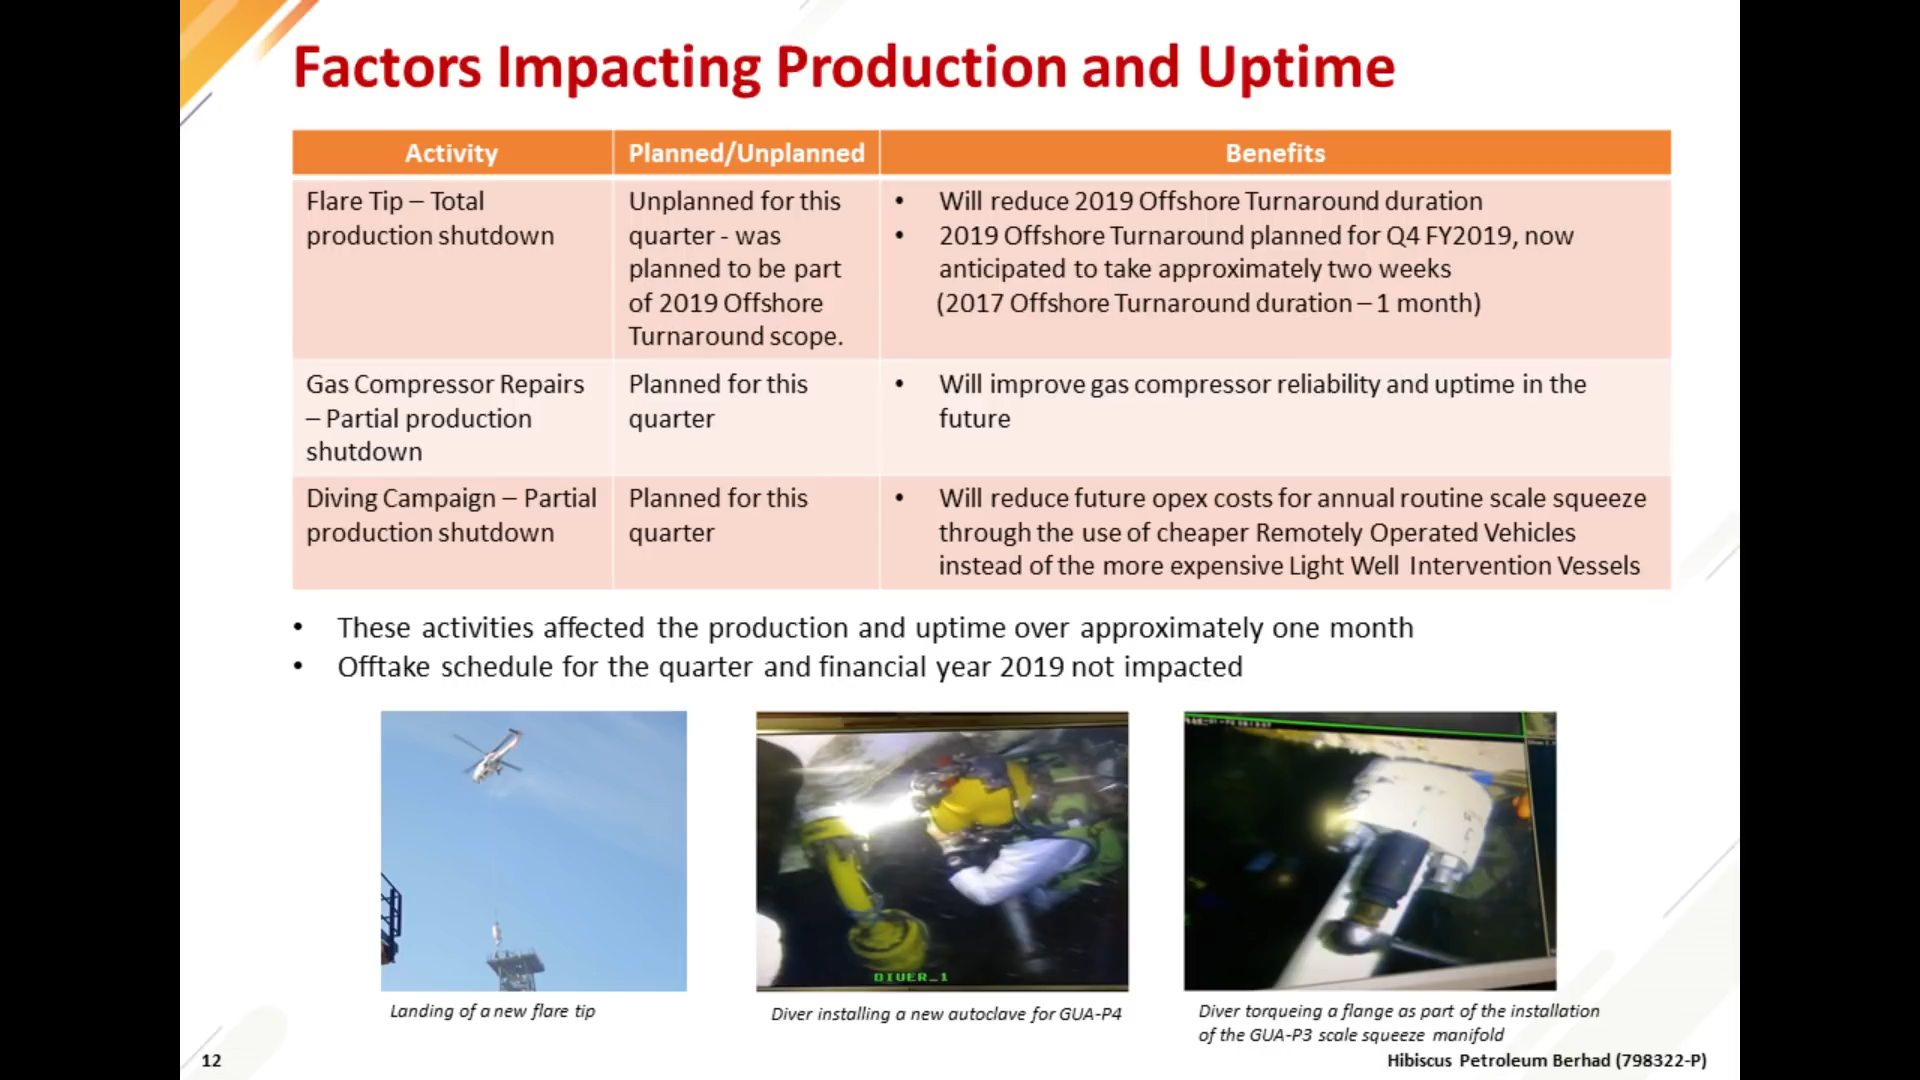 Factors Impacting Production and Uptime
Activity
Planned/Unplanned
Benefits
Flare Tip – Total
production shutdown
Unplanned for this
quarter - was
planned to be part
of 2019 Offshore
Turnaround scope.
• Will reduce 2019 Offshore Turnaround duration
• 2019 Offshore Turnaround planned for Q4 FY2019, now
anticipated to take approximately two weeks
(2017 Offshore Turnaround duration – 1 month)
Gas Compressor Repairs
– Partial production
shutdown
Planned for this
quarter
• Will improve gas compressor reliability and uptime in the
future
Diving Campaign – Partial
production shutdown
Planned for this
quarter
• Will reduce future opex costs for annual routine scale squeeze
through the use of cheaper Remotely Operated Vehicles
instead of the more expensive Light Well Intervention Vessels
• These activities affected the production and uptime over approximately one month
• Offtake schedule for the quarter and financial year 2019 not impacted
DIVER_1
Landing of a new flare tip
Diver installing a new autoclave for GUA-P4
Diver torqueing a flange as part of the installation
of the GUA-P3 scale squeeze manifold
12
Hibiscus Petroleum Berhad (798322-P)